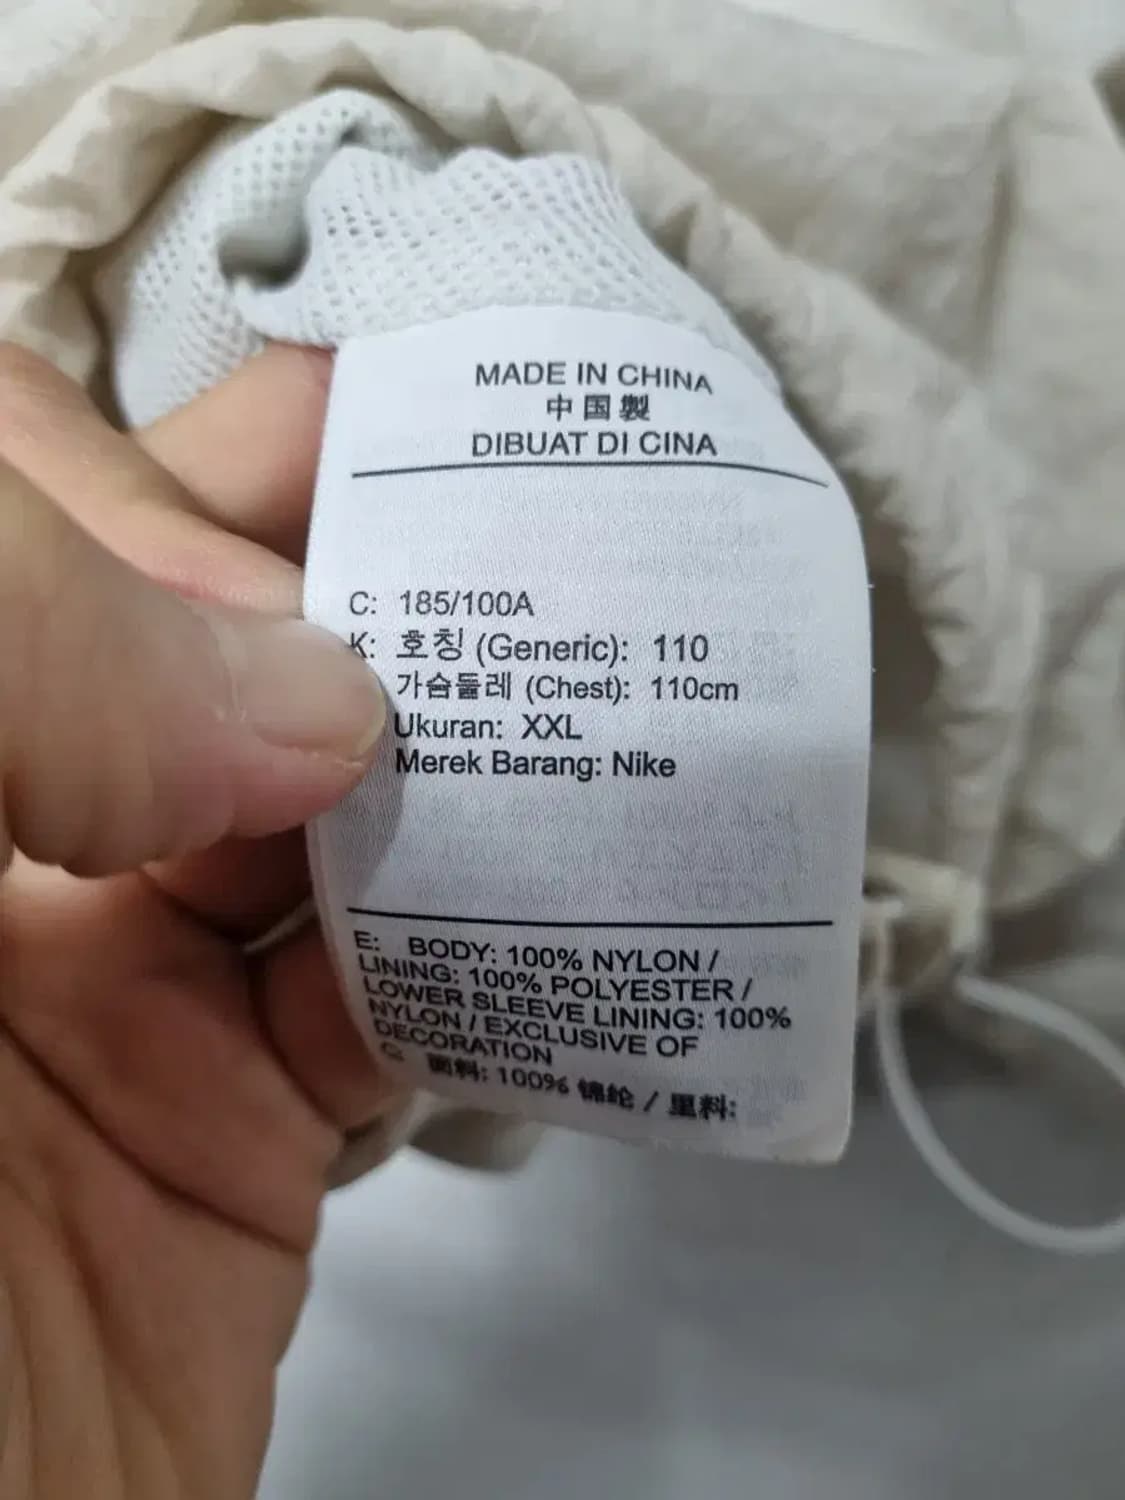 MADE IN CHINA
中国製
DIBUAT DI CINA
C: 185/100A
K: 호칭 (Generic): 110
가슴둘레 (Chest): 110cm
Ukuran: XXL
Merek Barang: Nike
E: BODY: 100% NYLON /
LINING: 100% POLYESTER /
LOWER SLEEVE LINING: 100%
NYLON / EXCLUSIVE OF
DECORATION
C 面料: 100% 锦纶 / 里料: